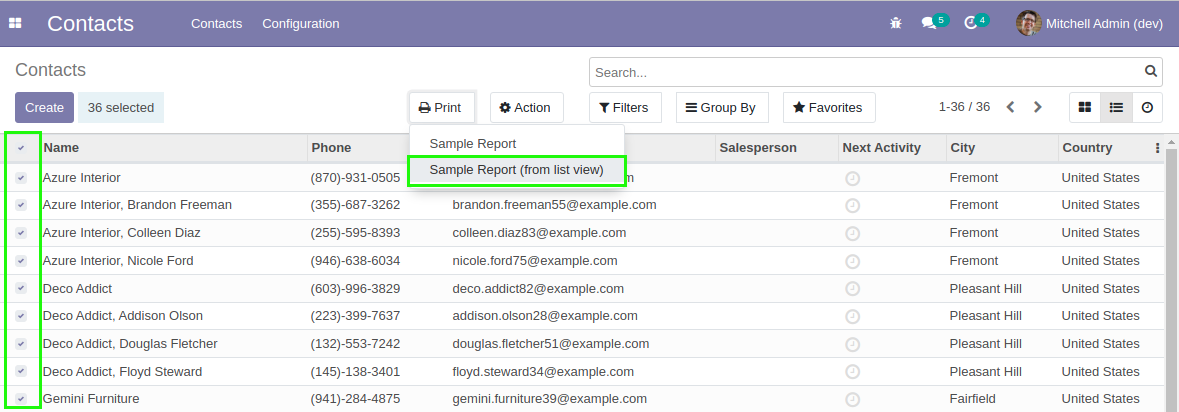 Contacts Contacts Configuration 5 4 Mitchell Admin (dev)
Contacts Search...
Create 36 selected Print Action Filters Group By Favorites 1-36 / 36
Sample Report
Sample Report (from list view)
Name Phone Salesperson Next Activity City Country
Azure Interior (870)-931-0505 .com Fremont United States
Azure Interior, Brandon Freeman (355)-687-3262 brandon.freeman55@example.com Fremont United States
Azure Interior, Colleen Diaz (255)-595-8393 colleen.diaz83@example.com Fremont United States
Azure Interior, Nicole Ford (946)-638-6034 nicole.ford75@example.com Fremont United States
Deco Addict (603)-996-3829 deco.addict82@example.com Pleasant Hill United States
Deco Addict, Addison Olson (223)-399-7637 addison.olson28@example.com Pleasant Hill United States
Deco Addict, Douglas Fletcher (132)-553-7242 douglas.fletcher51@example.com Pleasant Hill United States
Deco Addict, Floyd Steward (145)-138-3401 floyd.steward34@example.com Pleasant Hill United States
Gemini Furniture (941)-284-4875 gemini.furniture39@example.com Fairfield United States